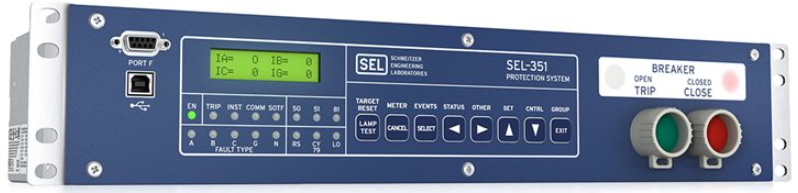 PORT F
IA= 0 IB= 0
IC= 0 IG= 0
EN TRIP INST COMM SOTF 50 51 81
A B C G N RS CY LO
FAULT TYPE 79
SEL SCHWEITZER
ENGINEERING
LABORATORIES
SEL-351
PROTECTION SYSTEM
TARGET RESET METER EVENTS STATUS OTHER SET CNTRL GROUP
LAMP TEST CANCEL SELECT EXIT
BREAKER
OPEN CLOSED
TRIP CLOSE